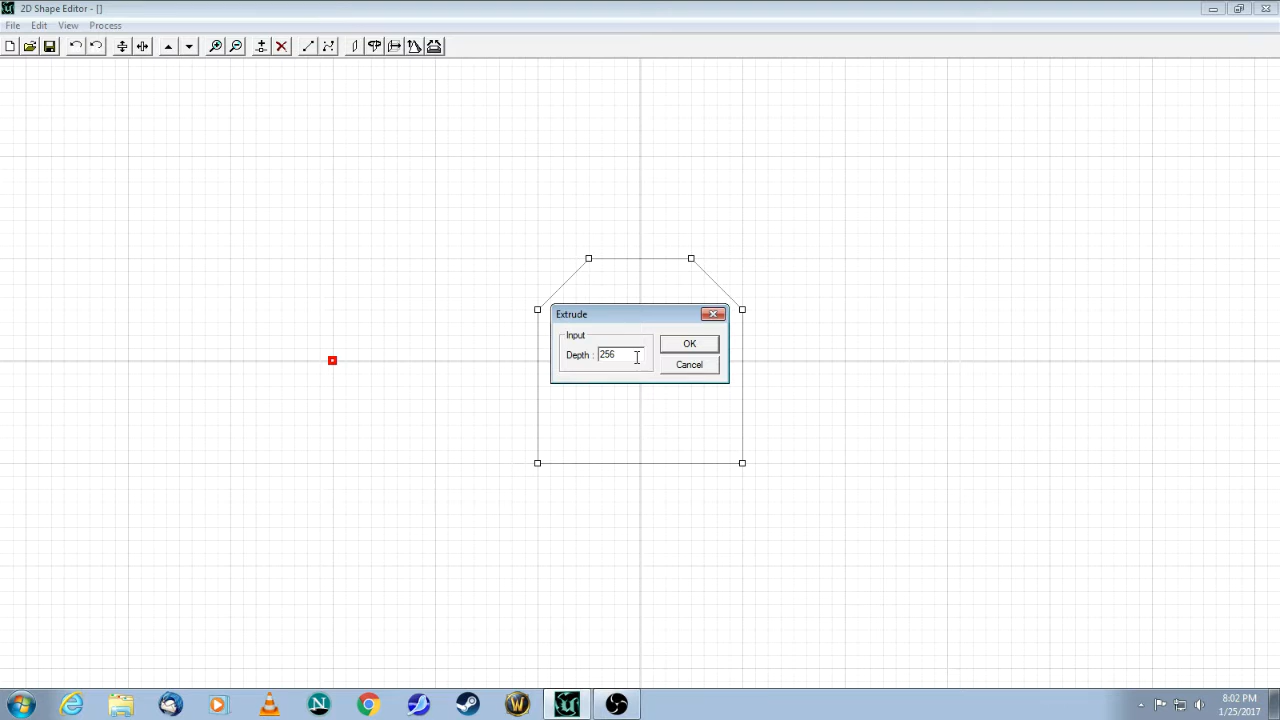 2D Shape Editor - []
File Edit View Process
Extrude
Input
Depth : 256
OK
Cancel
8:02 PM
1/25/2017